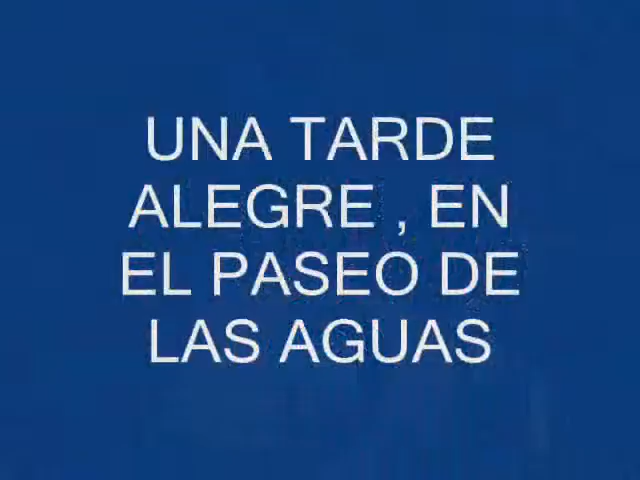 UNA TARDE
ALEGRE , EN
EL PASEO DE
LAS AGUAS